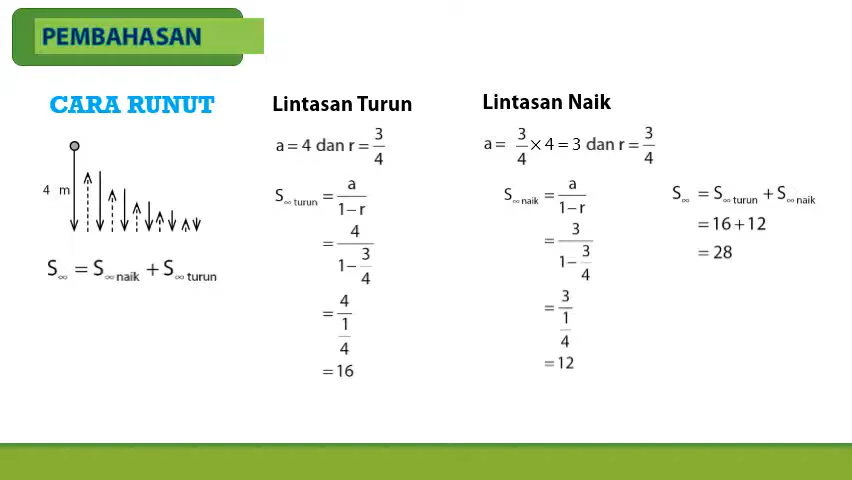 PEMBAHASAN
CARA RUNUT
4 m
S∞ = S∞ naik + S∞ turun
Lintasan Turun
a = 4 dan r = 3/4
S∞ turun = a/(1 – r)
= 4/(1 – 3/4)
= 4/(1/4)
= 16
Lintasan Naik
a = 3/4 × 4 = 3 dan r = 3/4
S∞ naik = a/(1 – r)
= 3/(1 – 3/4)
= 3/(1/4)
= 12
S∞ = S∞ turun + S∞ naik
= 16 + 12
= 28